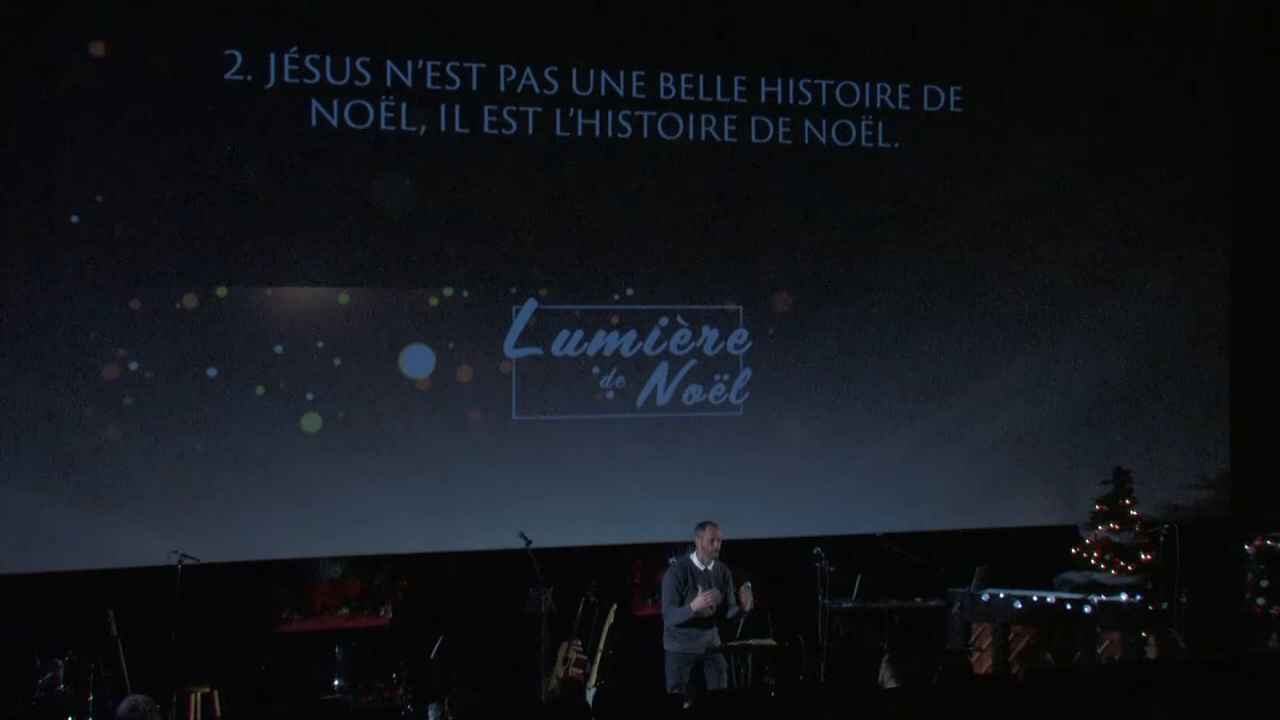 2. JÉSUS N'EST PAS UNE BELLE HISTOIRE DE
NOËL, IL EST L'HISTOIRE DE NOËL.
Lumière
de Noël